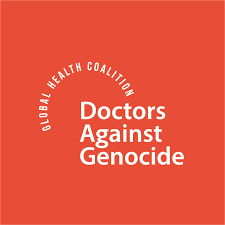 GLOBAL HEALTH COALITION
Doctors
Against
Genocide